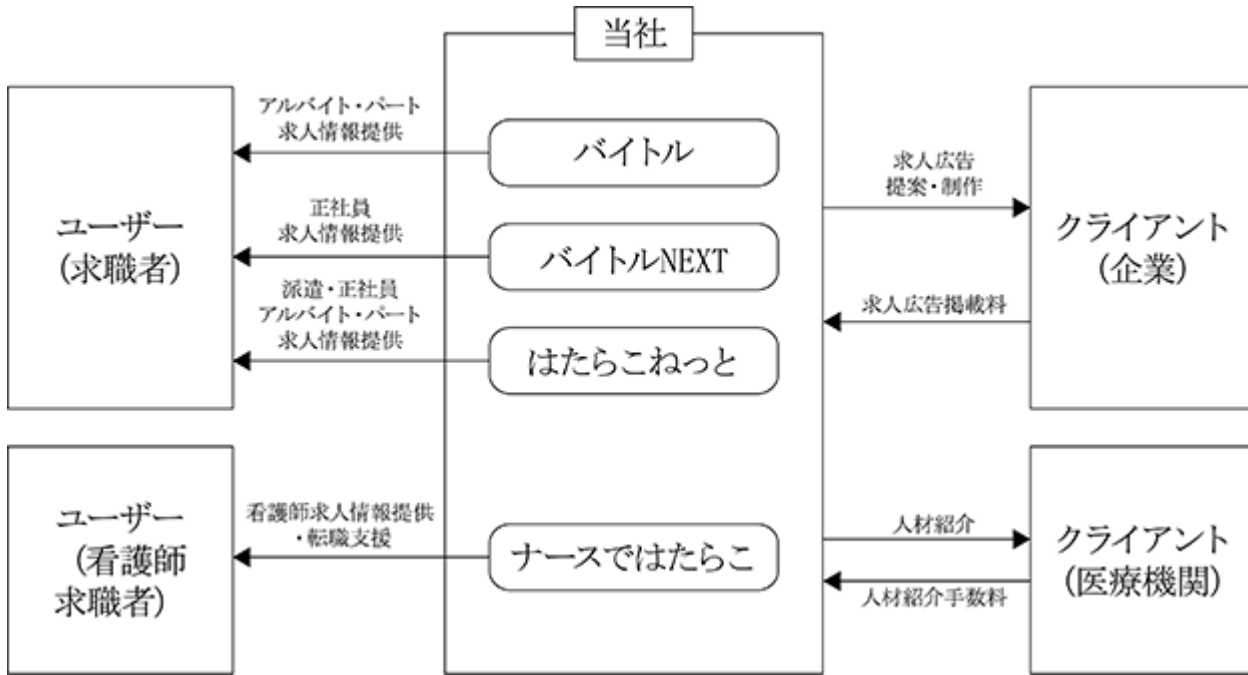 当社
アルバイト・パート
求人情報提供
バイトル
正社員
求人情報提供
バイトルNEXT
派遣・正社員
アルバイト・パート
求人情報提供
はたらこねっと
ユーザー
(求職者)
求人広告
提案・制作
求人広告掲載料
クライアント
(企業)
ユーザー
(看護師
求職者)
看護師求人情報提供
・転職支援
ナースではたらこ
人材紹介
人材紹介手数料
クライアント
(医療機関)